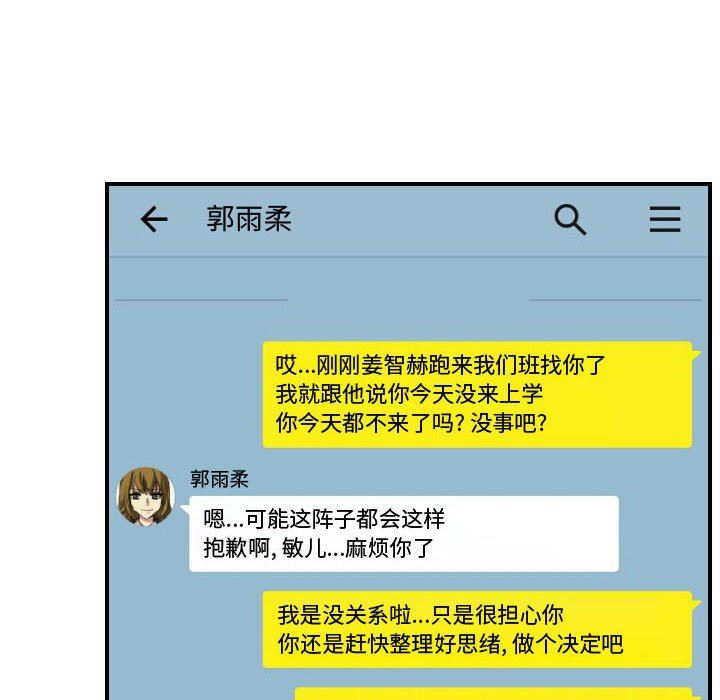 郭雨柔
哎...刚刚姜智赫跑来我们班找你了
我就跟他说你今天没来上学
你今天都不来了吗? 没事吧?
郭雨柔
嗯...可能这阵子都会这样
抱歉啊, 敏儿...麻烦你了
我是没关系啦...只是很担心你
你还是赶快整理好思绪, 做个决定吧